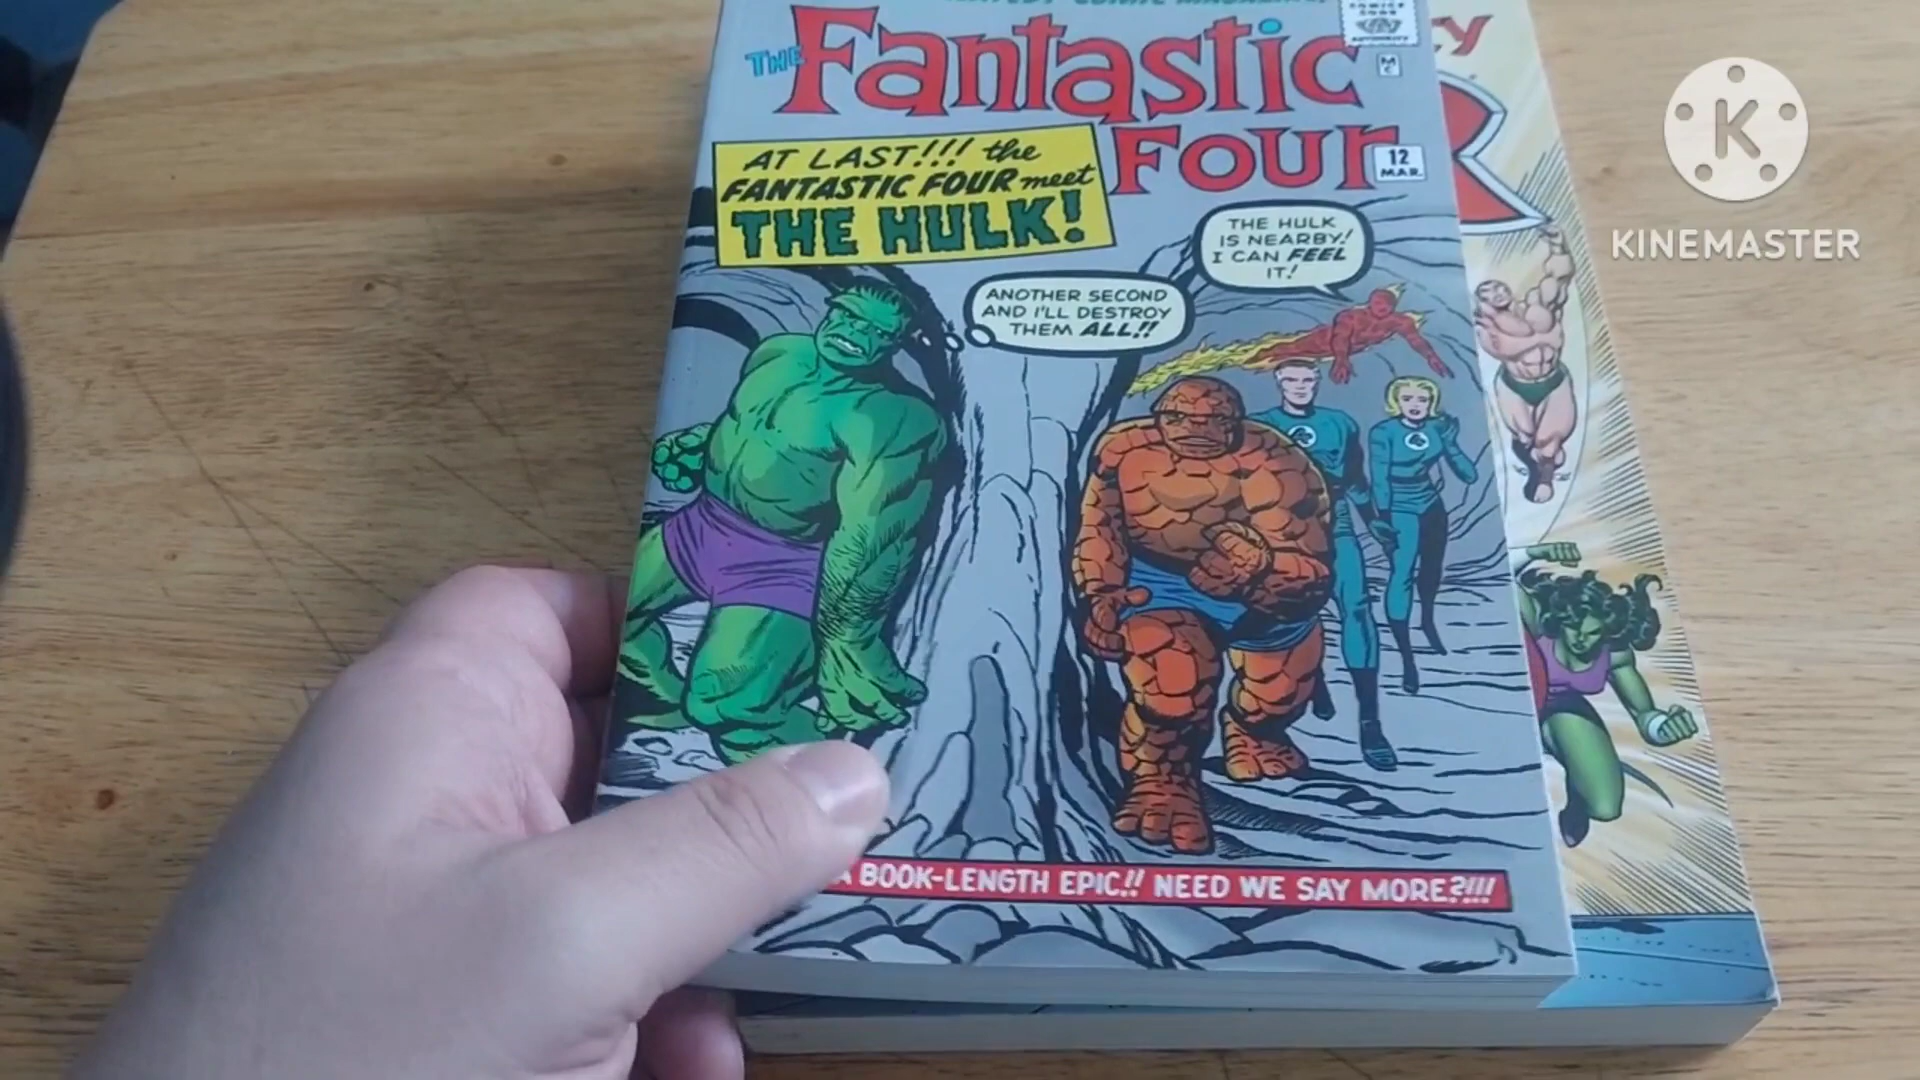 THE Fantastic
FOUR
M
C
12
MAR.
AT LAST!!! the
FANTASTIC FOUR meet
THE HULK!
THE HULK
IS NEARBY!
I CAN FEEL
IT!
ANOTHER SECOND
AND I'LL DESTROY
THEM ALL!!
A BOOK-LENGTH EPIC!! NEED WE SAY MORE?!!!
K
KINEMASTER